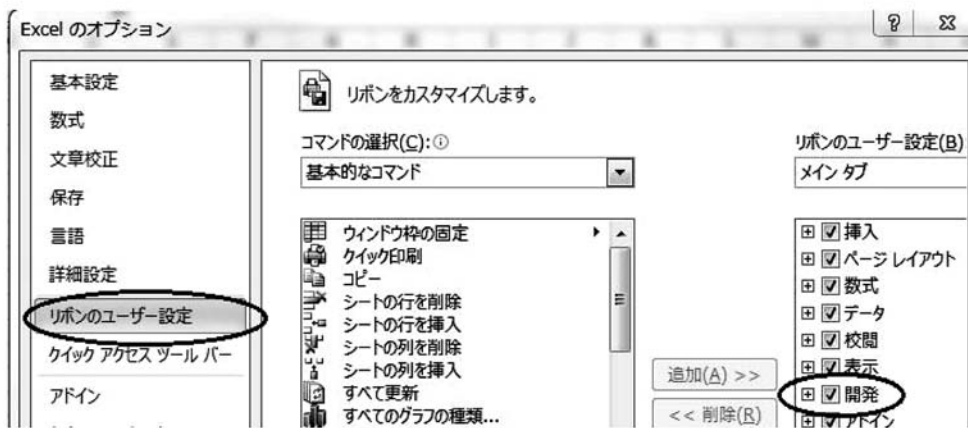 Excel のオプション
基本設定
数式
文章校正
保存
言語
詳細設定
リボンのユーザー設定
クイック アクセス ツール バー
アドイン
リボンをカスタマイズします。
コマンドの選択(C):
基本的なコマンド
ウィンドウ枠の固定
クイック印刷
コピー
シートの行を削除
シートの行を挿入
シートの列を削除
シートの列を挿入
すべて更新
すべてのグラフの種類...
追加(A) >>
<< 削除(R)
リボンのユーザー設定(B)
メイン タブ
挿入
ページ レイアウト
数式
データ
校閲
表示
開発
アドイン